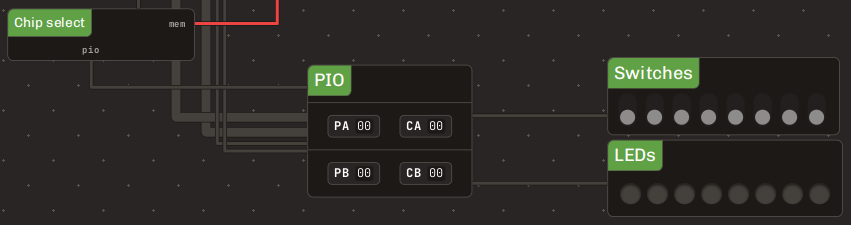 Chip select
mem
pio
PIO
PA 00
CA 00
PB 00
CB 00
Switches
LEDs